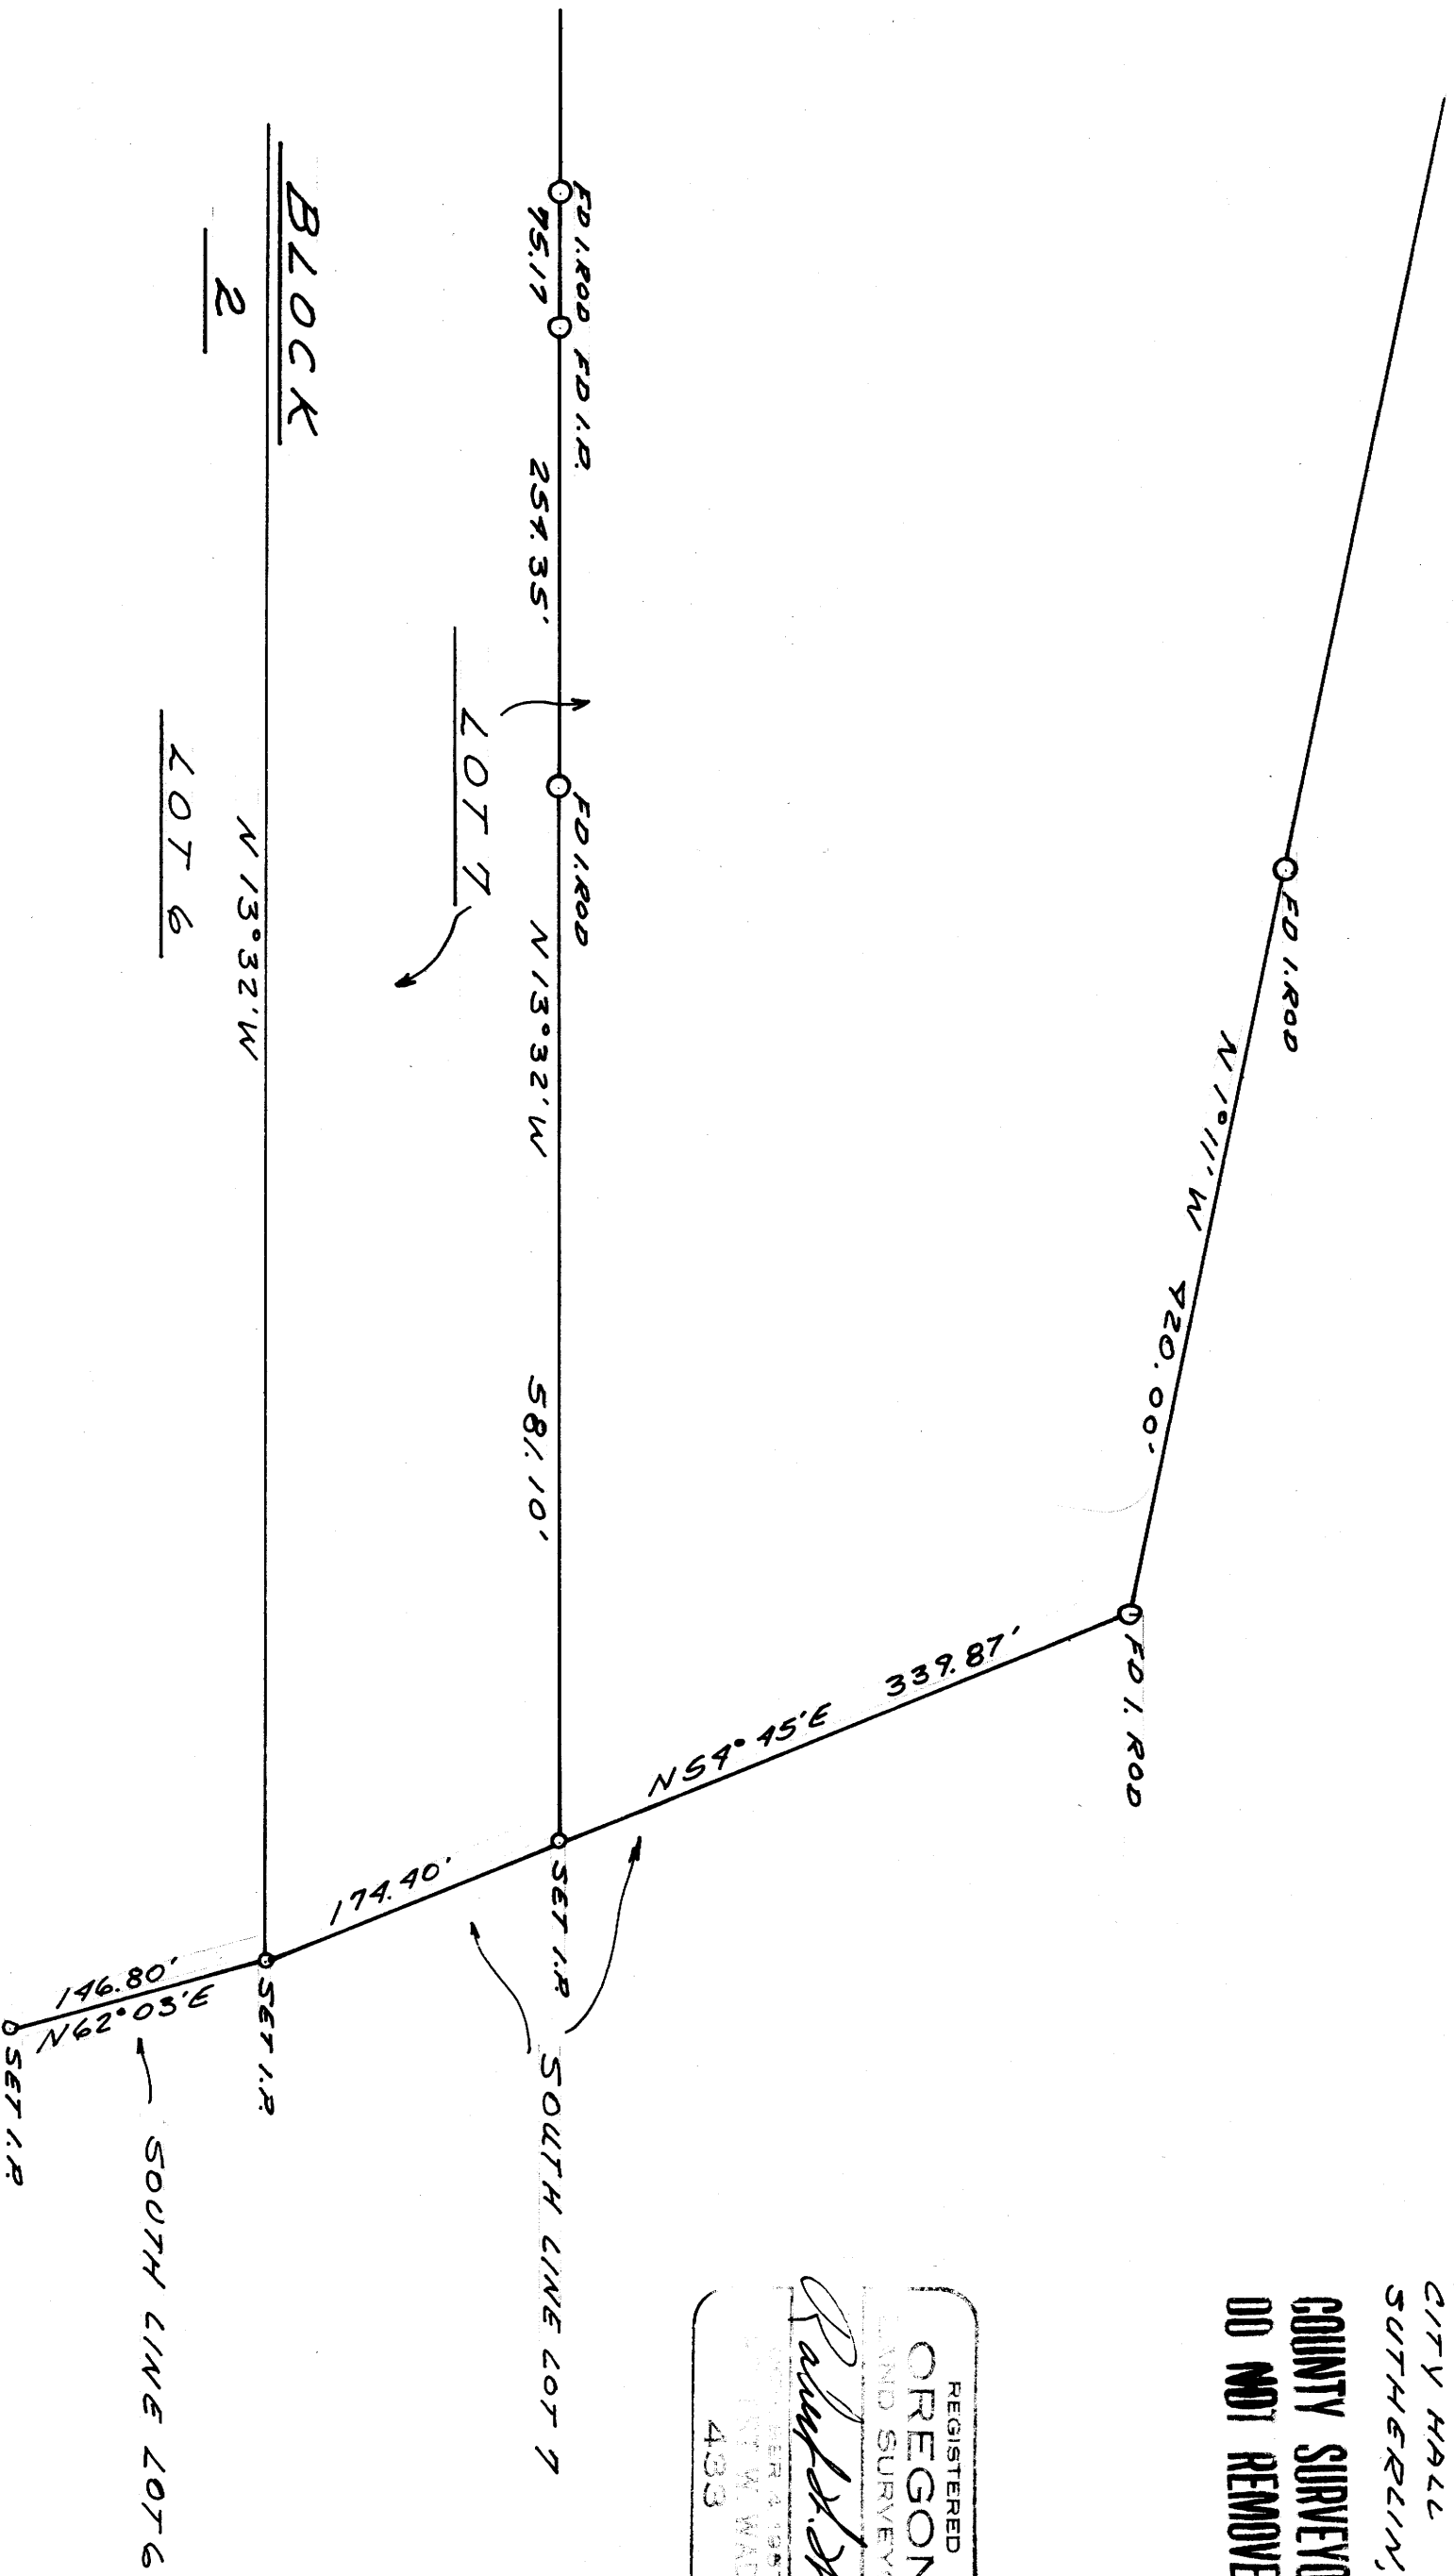 CITY HALL
SUTHERLIN,
COUNTY SURVEYO
DO NOT REMOVE
FD I. ROD
N 1° 11' W
FD I. ROD
339.87'
N 54° 45' E
REGISTERED
OREGON
LAND SURVEYO
433
FD I. ROD
75.17
FD I.P.
254.35'
FD I. ROD
N 13° 32' W
581.10'
SET I.P.
SOUTH LINE LOT 7
LOT 7
174.40'
BLOCK
2
N 13° 32' W
SET I.P.
LOT 6
146.80'
N 62° 03' E
SOUTH LINE LOT 6
SET I.P.